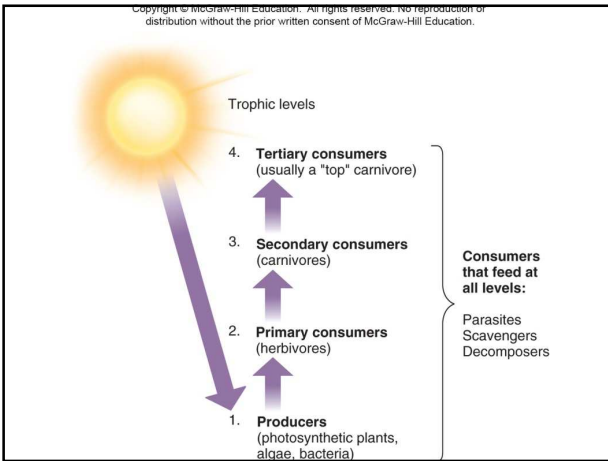 Copyright © McGraw-Hill Education. All rights reserved. No reproduction or
distribution without the prior written consent of McGraw-Hill Education.
Trophic levels
4. Tertiary consumers
(usually a "top" carnivore)
3. Secondary consumers
(carnivores)
2. Primary consumers
(herbivores)
1. Producers
(photosynthetic plants,
algae, bacteria)
Consumers
that feed at
all levels:
Parasites
Scavengers
Decomposers